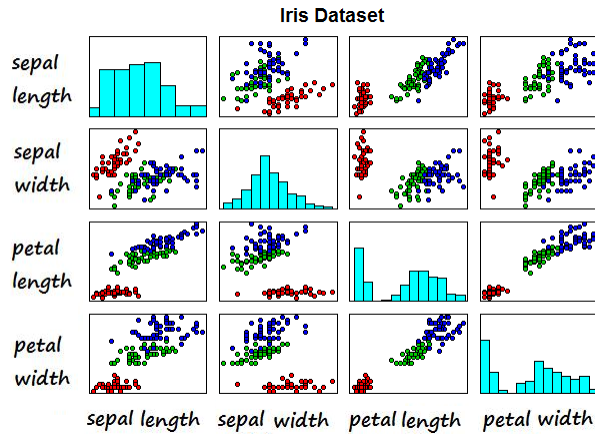 Iris Dataset
sepal
length
sepal
width
petal
length
petal
width
sepal length sepal width petal length petal width